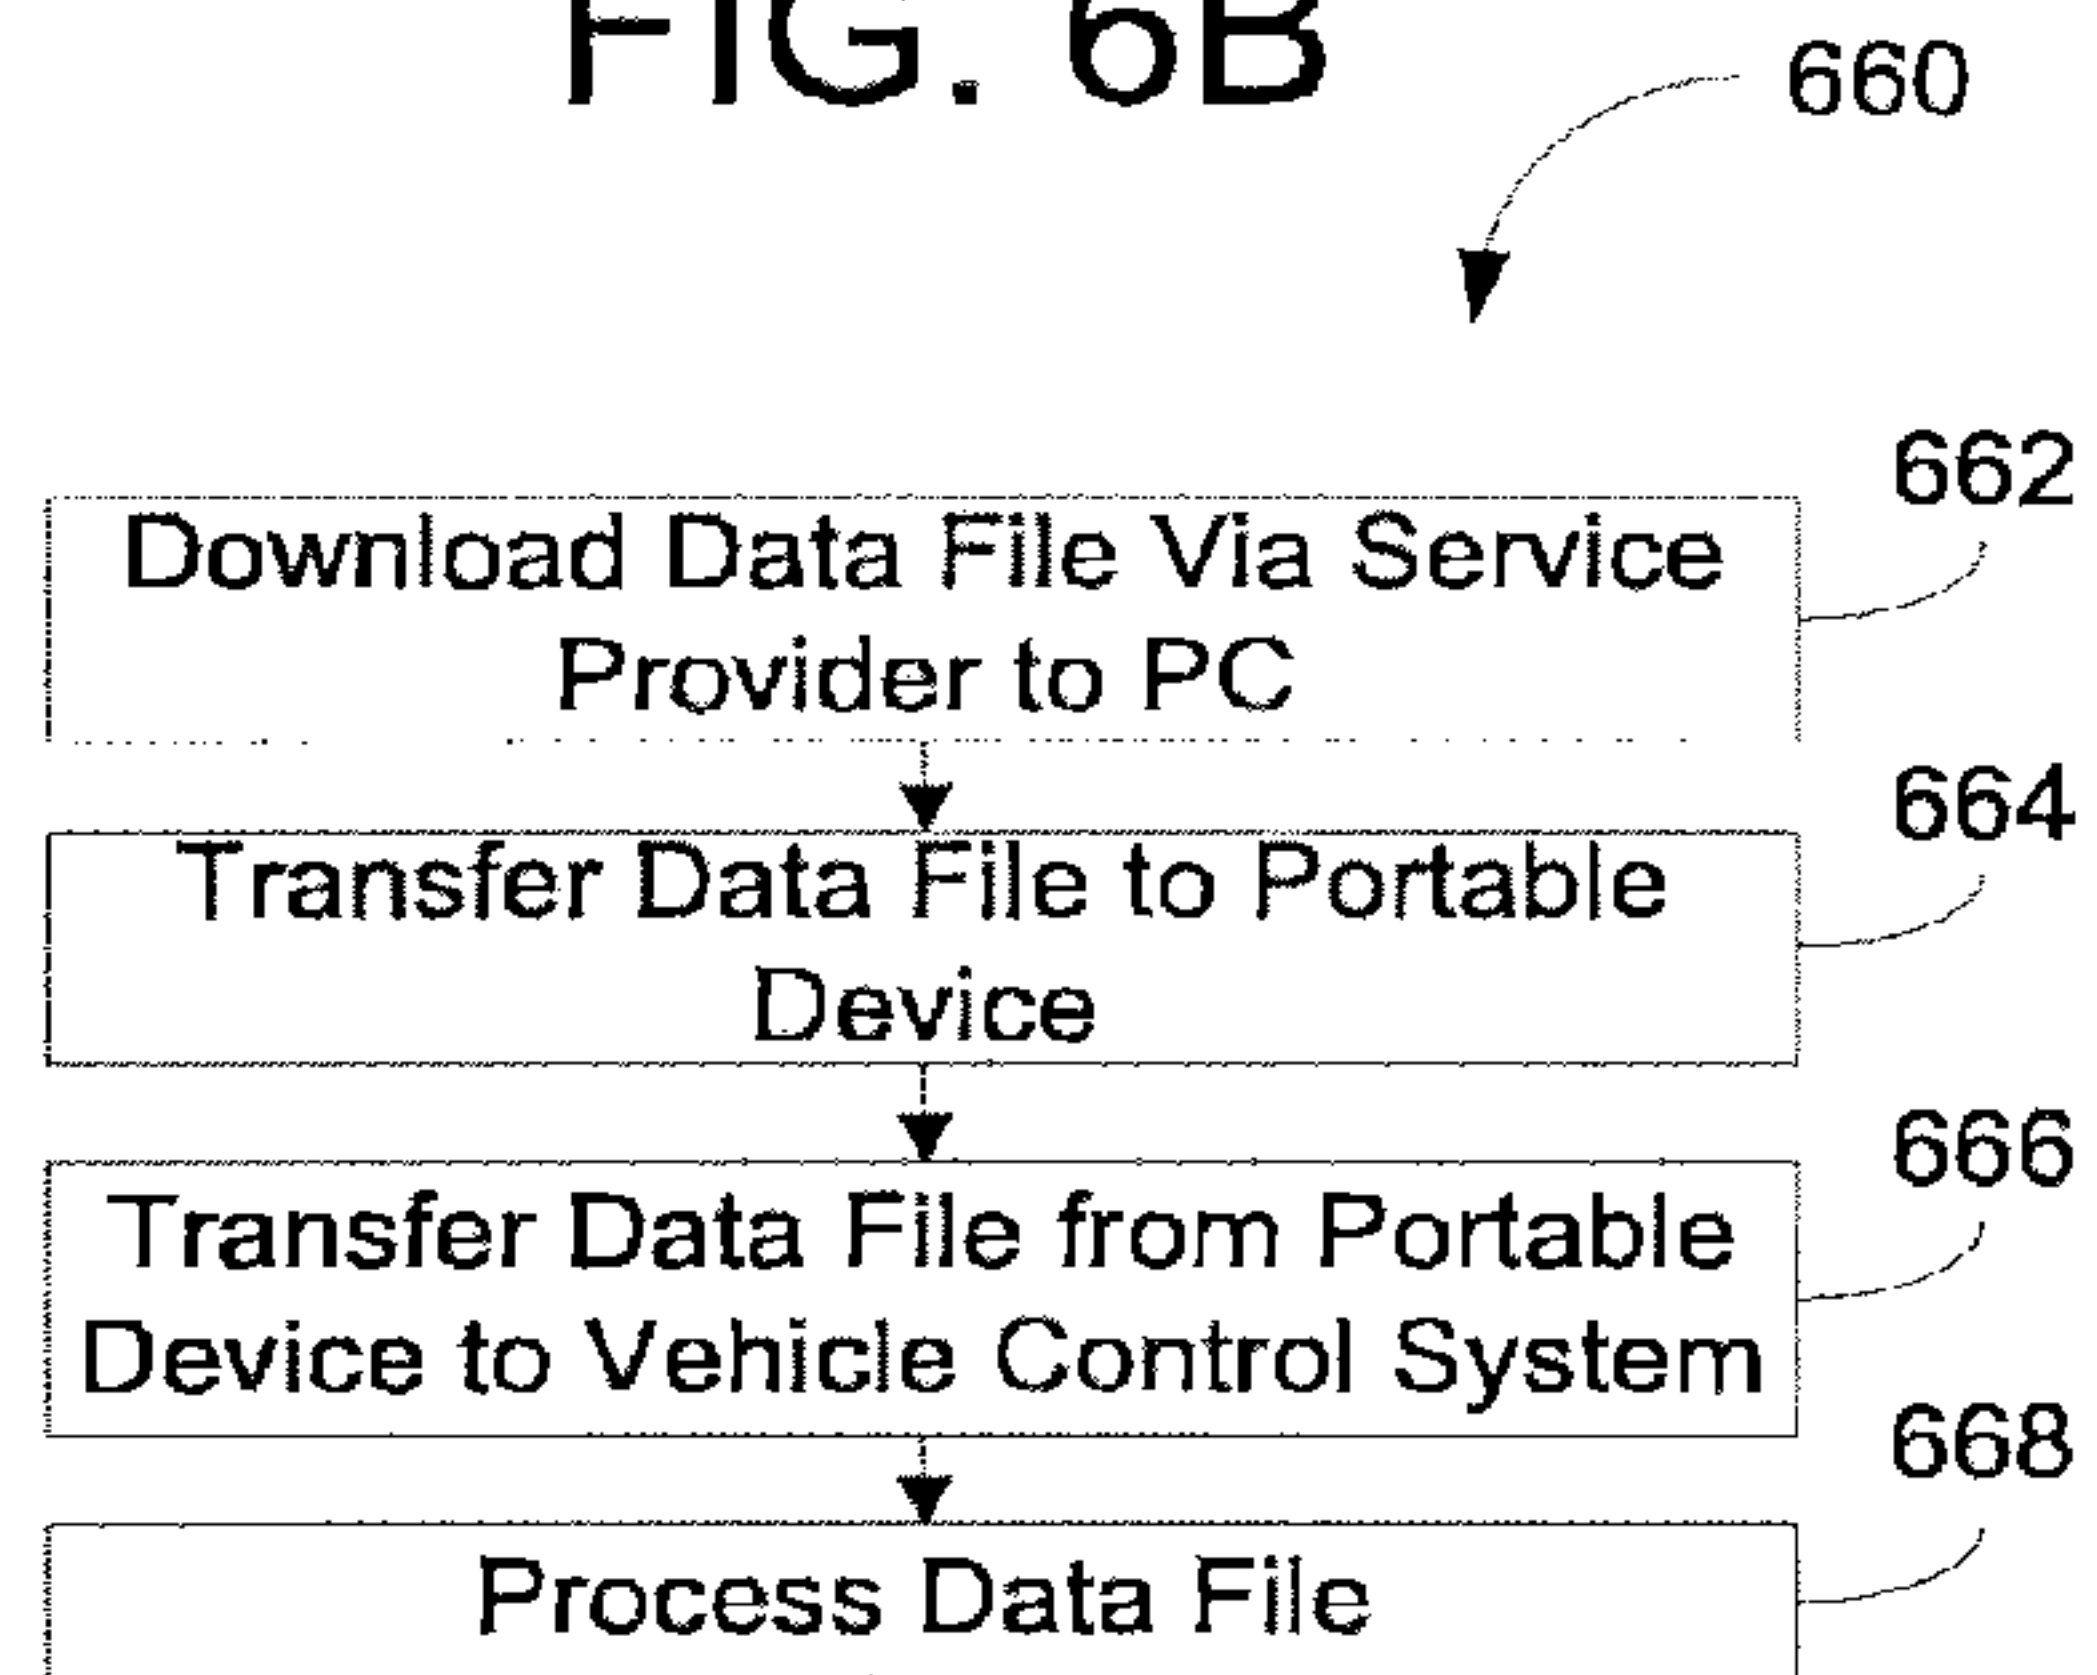 FIG. 6B
660
662
Download Data File Via Service
Provider to PC
664
Transfer Data File to Portable
Device
666
Transfer Data File from Portable
Device to Vehicle Control System
668
Process Data File